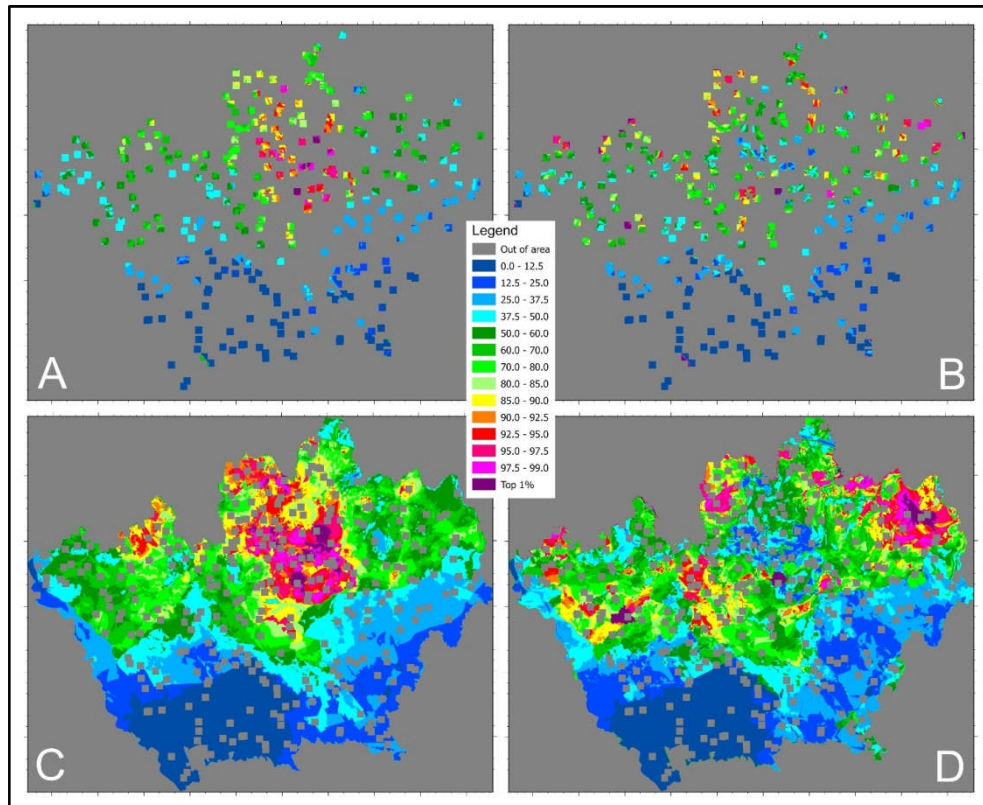 A
B
Legend
Out of area
0.0 - 12.5
12.5 - 25.0
25.0 - 37.5
37.5 - 50.0
50.0 - 60.0
60.0 - 70.0
70.0 - 80.0
80.0 - 85.0
85.0 - 90.0
90.0 - 92.5
92.5 - 95.0
95.0 - 97.5
97.5 - 99.0
Top 1%
C
D